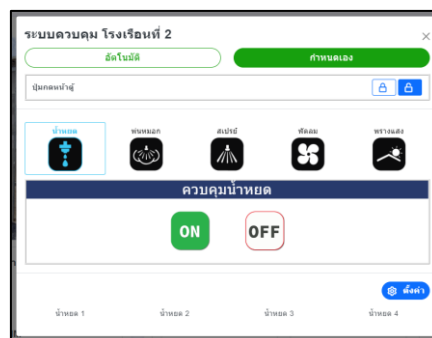 ระบบควบคุม โรงเรือนที่ 2
อัตโนมัติ กำหนดเอง
ปุ่มกดหน้าตู้
น้ำหยด พ่นหมอก สเปรย์ พัดลม พรางแสง
ควบคุมน้ำหยด
ON OFF
ตั้งค่า
น้ำหยด 1 น้ำหยด 2 น้ำหยด 3 น้ำหยด 4